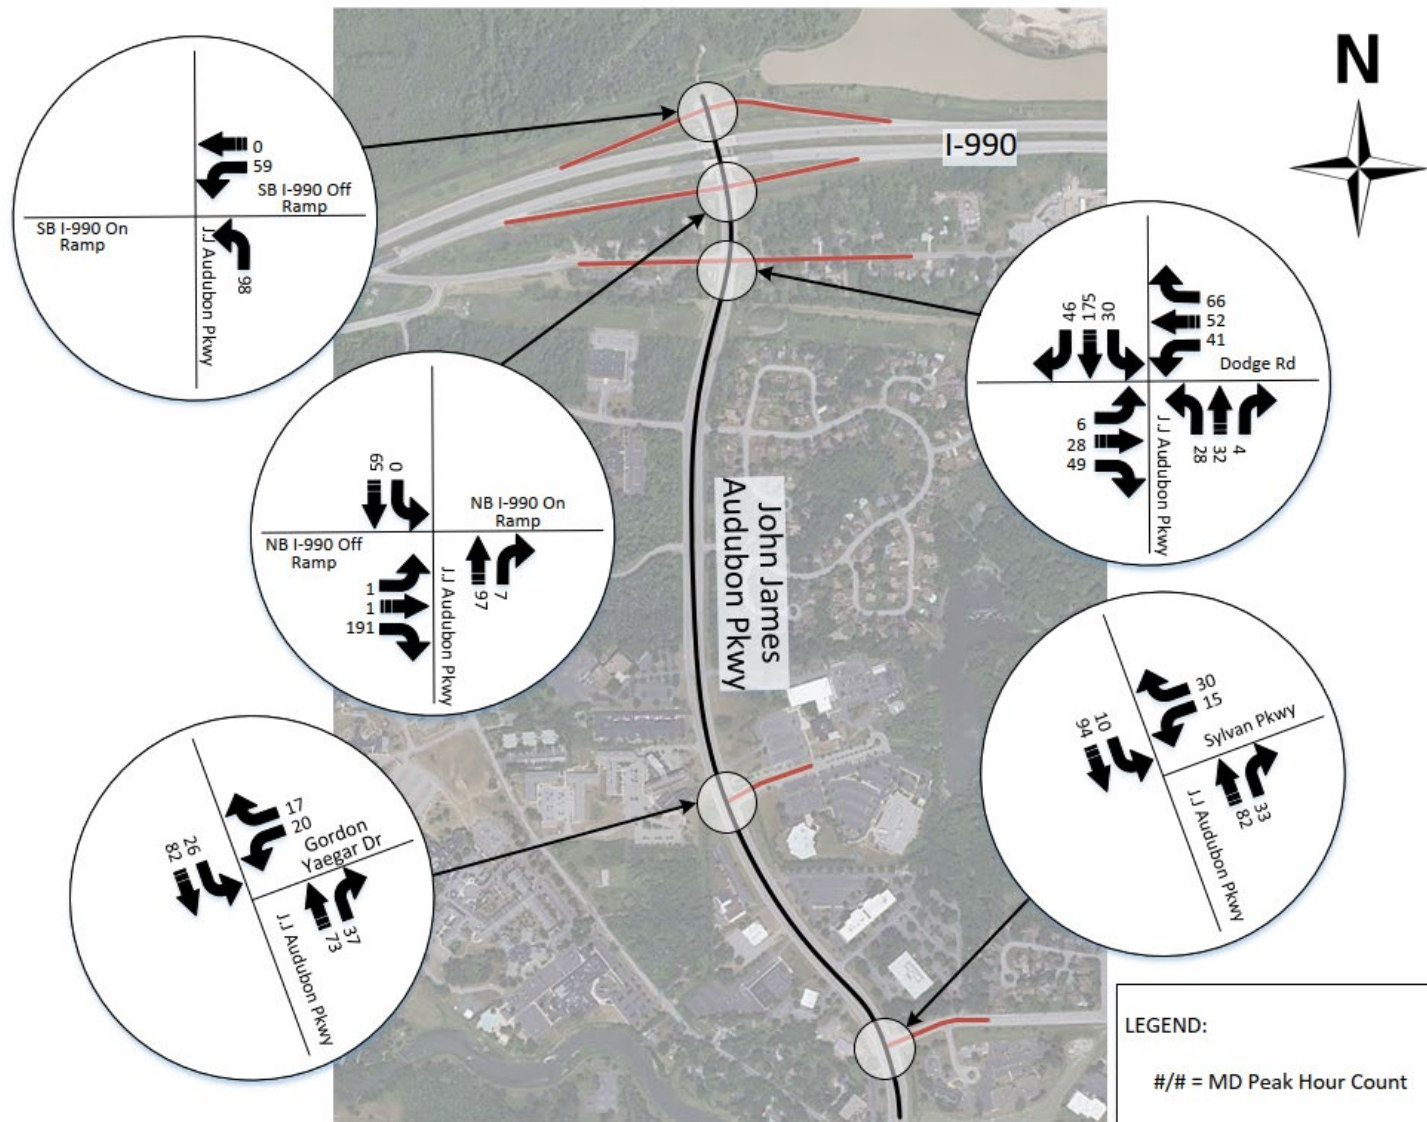 N
I-990
0
59
SB I-990 Off
Ramp
SB I-990 On
Ramp
J.J Audubon Pkwy
98
46
175
30
66
52
41
Dodge Rd
6
28
49
J.J Audubon Pkwy
28
32
4
59
0
NB I-990 On
Ramp
NB I-990 Off
Ramp
1
1
191
J.J Audubon Pkwy
97
7
John James
Audubon Pkwy
30
15
10
94
Sylvan Pkwy
J.J Audubon Pkwy
82
33
17
20
26
82
Gordon
Yaegar Dr
J.J Audubon Pkwy
73
37
LEGEND:
#/# = MD Peak Hour Count